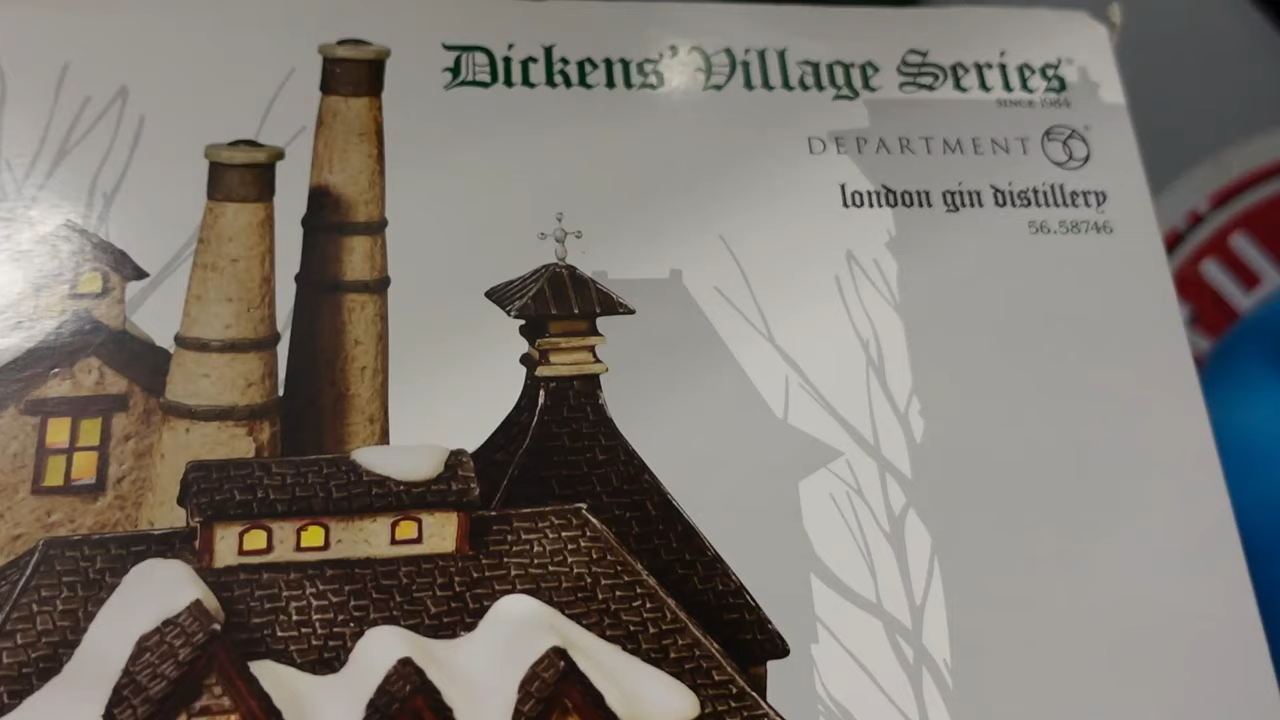 Dickens' Village Series
SINCE 1984
DEPARTMENT 56
london gin distillery
56.58746